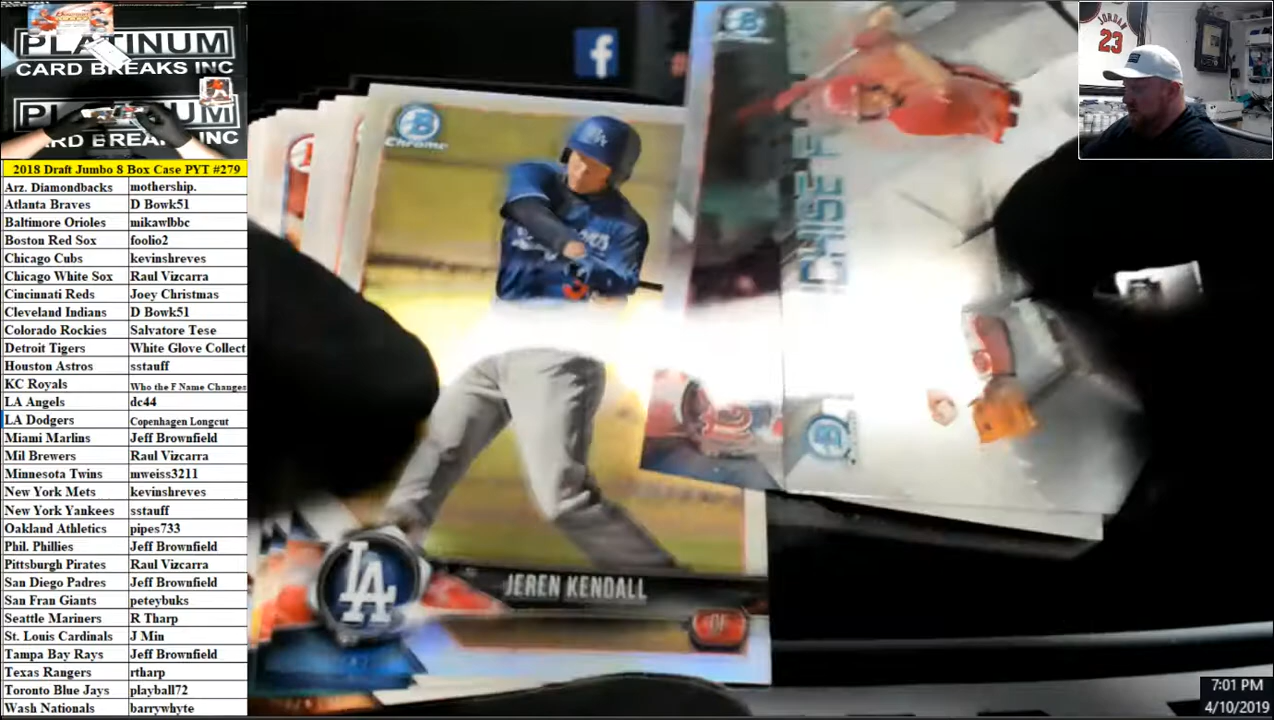 PLATINUM
CARD BREAKS INC
PLATINUM
CARD BREAKS INC
2018 Draft Jumbo 8 Box Case PYT #279
Arz. Diamondbacks mothership.
Atlanta Braves D Bowk51
Baltimore Orioles mikawlbbc
Boston Red Sox foolio2
Chicago Cubs kevinshreves
Chicago White Sox Raul Vizcarra
Cincinnati Reds Joey Christmas
Cleveland Indians D Bowk51
Colorado Rockies Salvatore Tese
Detroit Tigers White Glove Collect
Houston Astros sstauff
KC Royals Who the F Name Changes
LA Angels dc44
LA Dodgers Copenhagen Longcut
Miami Marlins Jeff Brownfield
Mil Brewers Raul Vizcarra
Minnesota Twins mweiss3211
New York Mets kevinshreves
New York Yankees sstauff
Oakland Athletics pipes733
Phil. Phillies Jeff Brownfield
Pittsburgh Pirates Raul Vizcarra
San Diego Padres Jeff Brownfield
San Fran Giants peteybuks
Seattle Mariners R Tharp
St. Louis Cardinals J Min
Tampa Bay Rays Jeff Brownfield
Texas Rangers rtharp
Toronto Blue Jays playball72
Wash Nationals barrywhyte
f
#
B
Chrome
LA
LA
JEREN KENDALL
OF
B
JORDAN
23
7:01 PM
4/10/2019